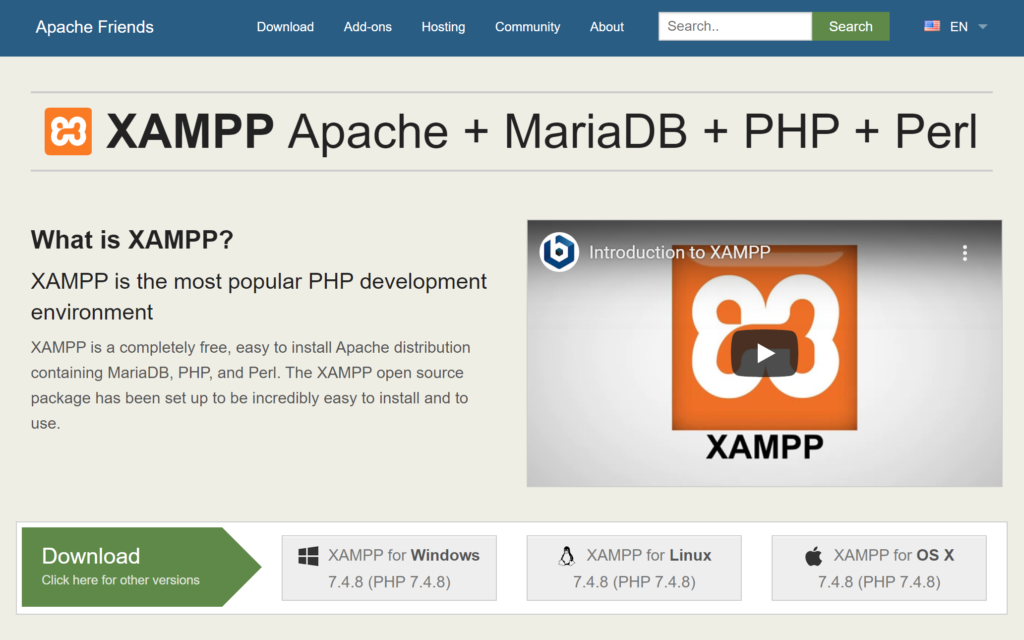 Apache Friends Download Add-ons Hosting Community About Search.. Search EN
XAMPP Apache + MariaDB + PHP + Perl
What is XAMPP?
XAMPP is the most popular PHP development
environment
XAMPP is a completely free, easy to install Apache distribution
containing MariaDB, PHP, and Perl. The XAMPP open source
package has been set up to be incredibly easy to install and to
use.
Introduction to XAMPP
XAMPP
Download
Click here for other versions
XAMPP for Windows
7.4.8 (PHP 7.4.8)
XAMPP for Linux
7.4.8 (PHP 7.4.8)
XAMPP for OS X
7.4.8 (PHP 7.4.8)